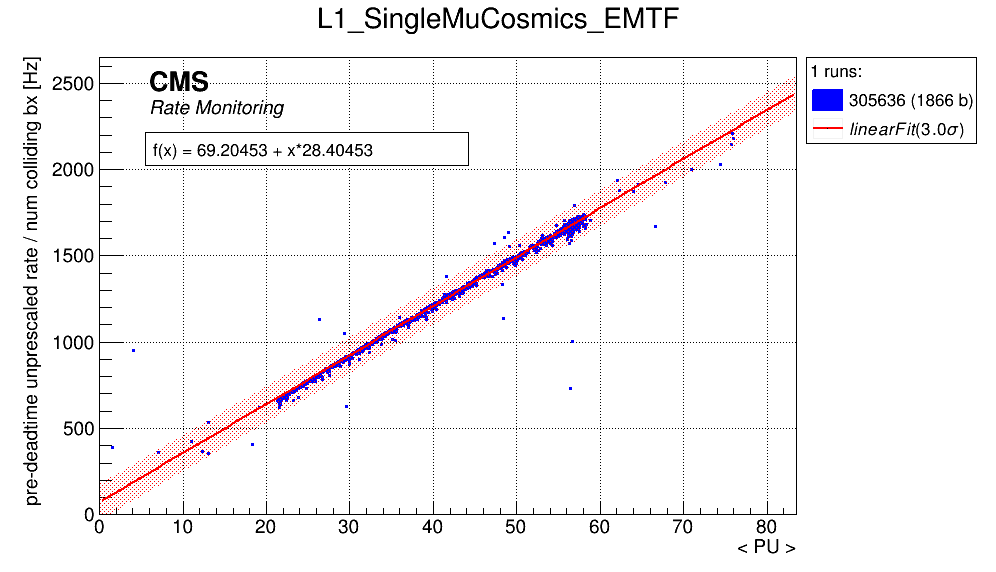 L1_SingleMuCosmics_EMTF
pre-deadtime unprescaled rate / num colliding bx [Hz]
2500
2000
1500
1000
500
0
CMS
Rate Monitoring
f(x) = 69.20453 + x*28.40453
0 10 20 30 40 50 60 70 80
< PU >
1 runs:
305636 (1866 b)
linearFit(3.0σ)